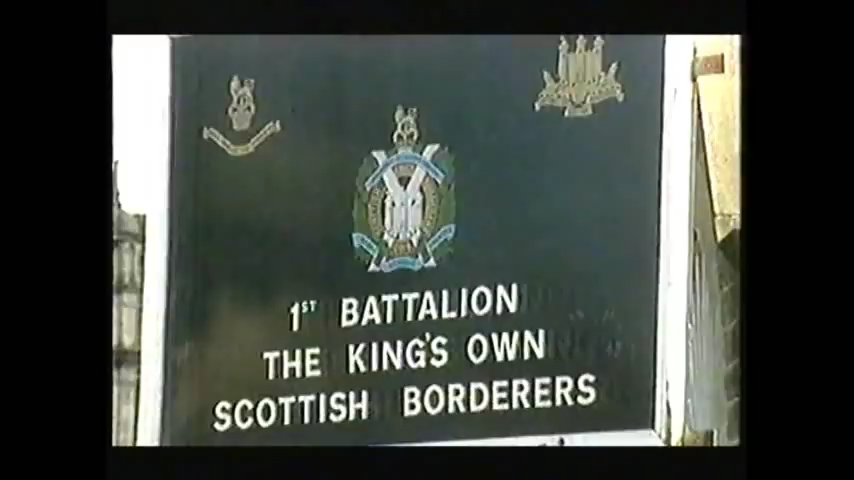 1ST BATTALION
THE KING'S OWN
SCOTTISH BORDERERS